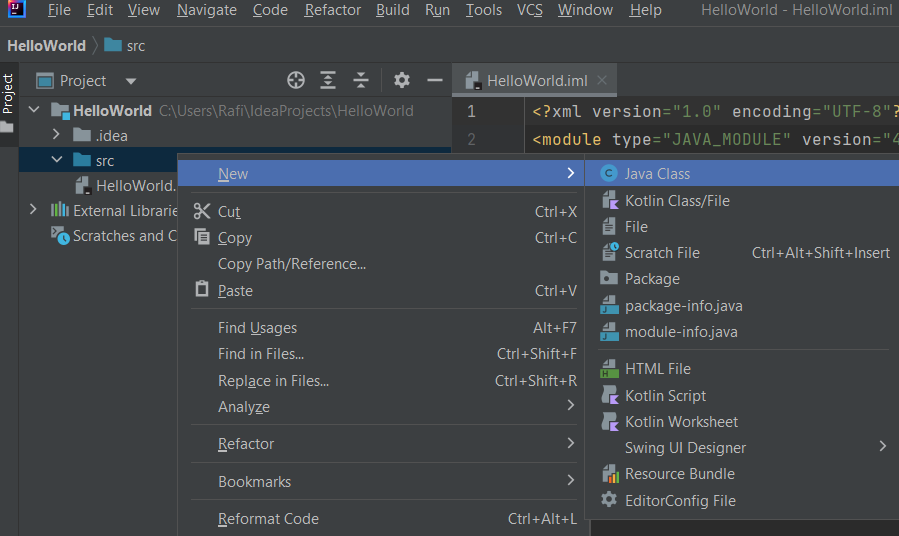 File Edit View Navigate Code Refactor Build Run Tools VCS Window Help HelloWorld - HelloWorld.iml
HelloWorld src
Project
Project HelloWorld.iml
HelloWorld C:\Users\Rafi\IdeaProjects\HelloWorld
1 <?xml version="1.0" encoding="UTF-8"?
.idea
2 <module type="JAVA_MODULE" version="4
src
HelloWorld.
External Librarie
Scratches and C
New
Cut Ctrl+X
Copy Ctrl+C
Copy Path/Reference...
Paste Ctrl+V
Find Usages Alt+F7
Find in Files... Ctrl+Shift+F
Replace in Files... Ctrl+Shift+R
Analyze
Refactor
Bookmarks
Reformat Code Ctrl+Alt+L
Java Class
Kotlin Class/File
File
Scratch File Ctrl+Alt+Shift+Insert
Package
package-info.java
module-info.java
HTML File
Kotlin Script
Kotlin Worksheet
Swing UI Designer
Resource Bundle
EditorConfig File